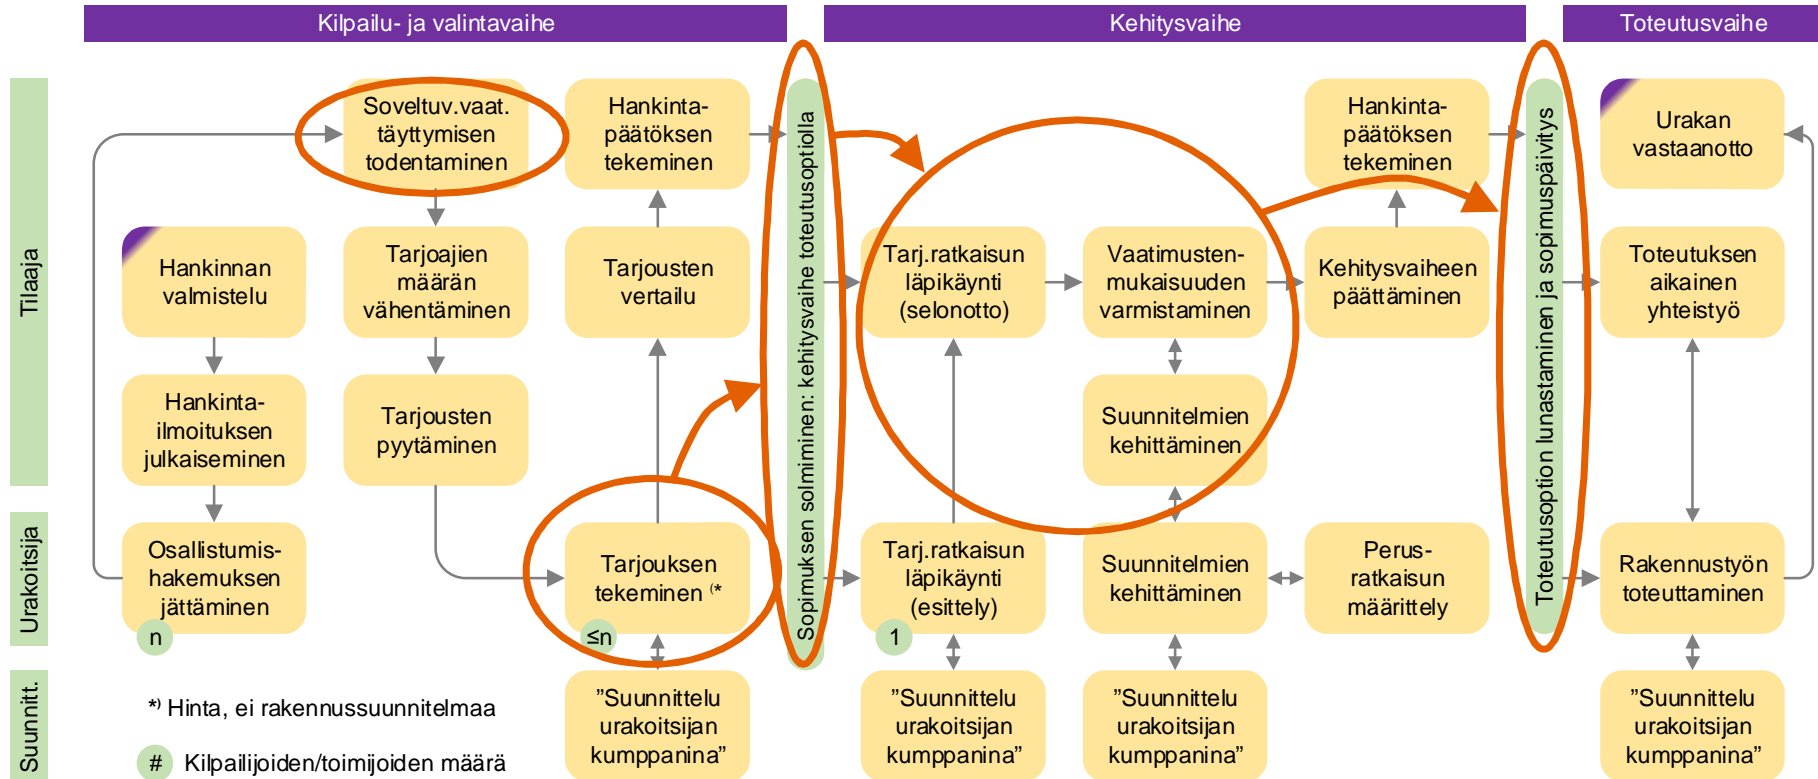 Kilpailu- ja valintavaihe
Kehitysvaihe
Toteutusvaihe
Tilaaja
Urakoitsija
Suunnitt.
Soveltuv.vaat.
täyttymisen
todentaminen
Hankinta-
päätöksen
tekeminen
Hankinta-
päätöksen
tekeminen
Urakan
vastaanotto
Hankinnan
valmistelu
Tarjoajien
määrän
vähentäminen
Tarjousten
vertailu
Tarj.ratkaisun
läpikäynti
(selonotto)
Vaatimusten-
mukaisuuden
varmistaminen
Kehitysvaiheen
päättäminen
Toteutuksen
aikainen
yhteistyö
Hankinta-
ilmoituksen
julkaiseminen
Tarjousten
pyytäminen
Suunnitelmien
kehittäminen
Osallistumis-
hakemuksen
jättäminen
n
Tarjouksen
tekeminen (*
≤n
Sopimuksen solmiminen: kehitysvaihe toteutusoptiolla
Tarj.ratkaisun
läpikäynti
(esittely)
1
Suunnitelmien
kehittäminen
Perus-
ratkaisun
määrittely
Toteutusoption lunastaminen ja sopimuspäivitys
Rakennustyön
toteuttaminen
*) Hinta, ei rakennussuunnitelmaa
# Kilpailijoiden/toimijoiden määrä
”Suunnittelu
urakoitsijan
kumppanina”
”Suunnittelu
urakoitsijan
kumppanina”
”Suunnittelu
urakoitsijan
kumppanina”
”Suunnittelu
urakoitsijan
kumppanina”